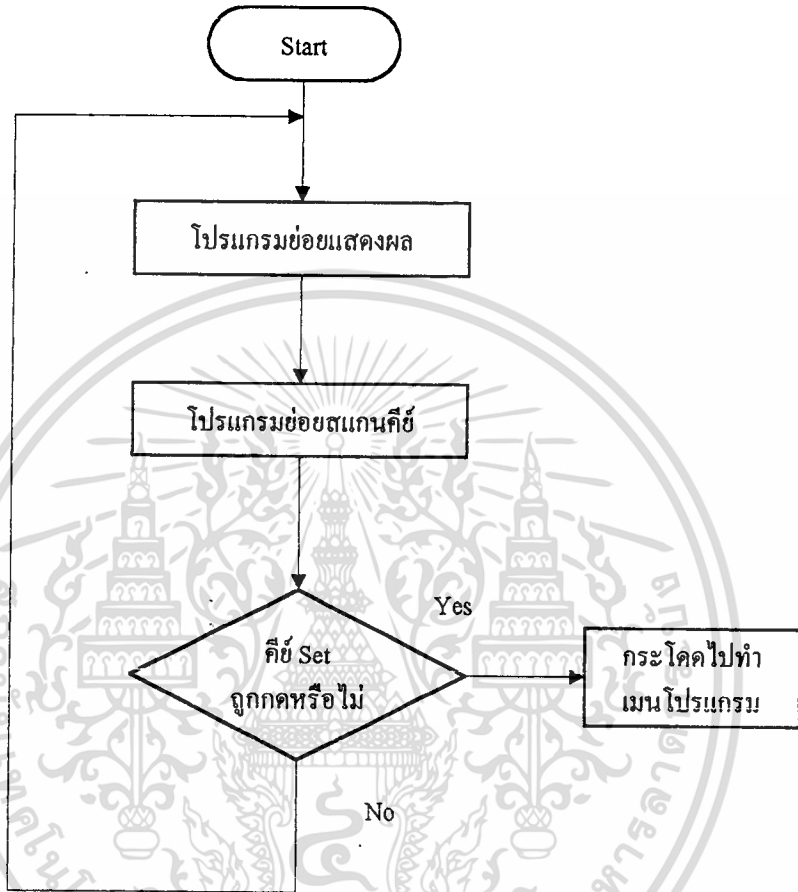 Start
โปรแกรมย่อยแสดงผล
โปรแกรมย่อยสแกนคีย์
คีย์ Set
ถูกกดหรือไม่
Yes
กระโดดไปทำ
เมนโปรแกรม
No